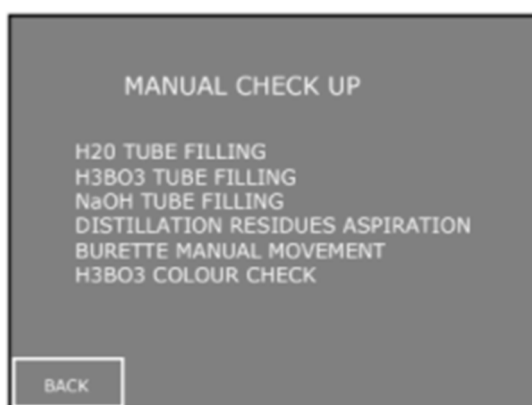 MANUAL CHECK UP
H20 TUBE FILLING
H3BO3 TUBE FILLING
NaOH TUBE FILLING
DISTILLATION RESIDUES ASPIRATION
BURETTE MANUAL MOVEMENT
H3BO3 COLOUR CHECK
BACK